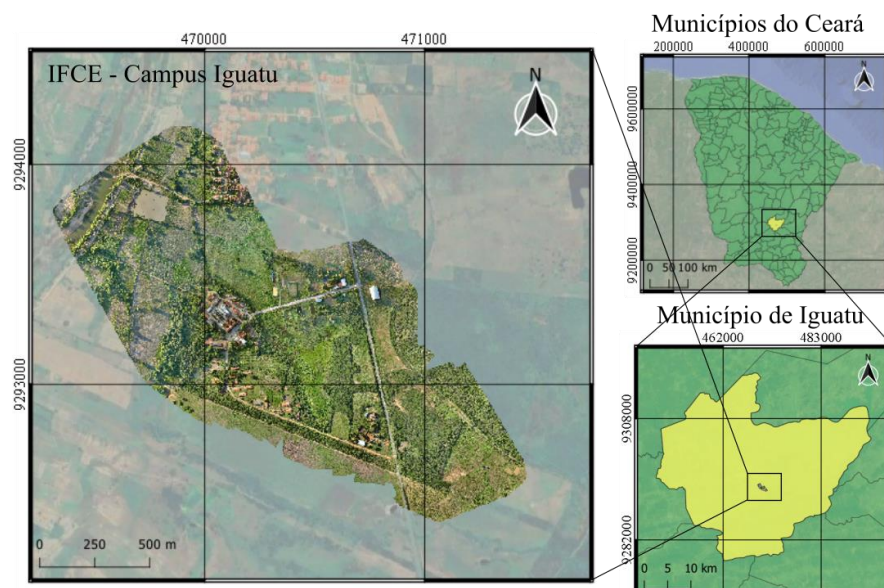 470000 471000
IFCE - Campus Iguatu
N
9294000
9293000
0 250 500 m
Municípios do Ceará
200000 400000 600000
N
9600000
9400000
9200000
0 50 100 km
Município de Iguatu
462000 483000
N
9308000
9282000
0 5 10 km